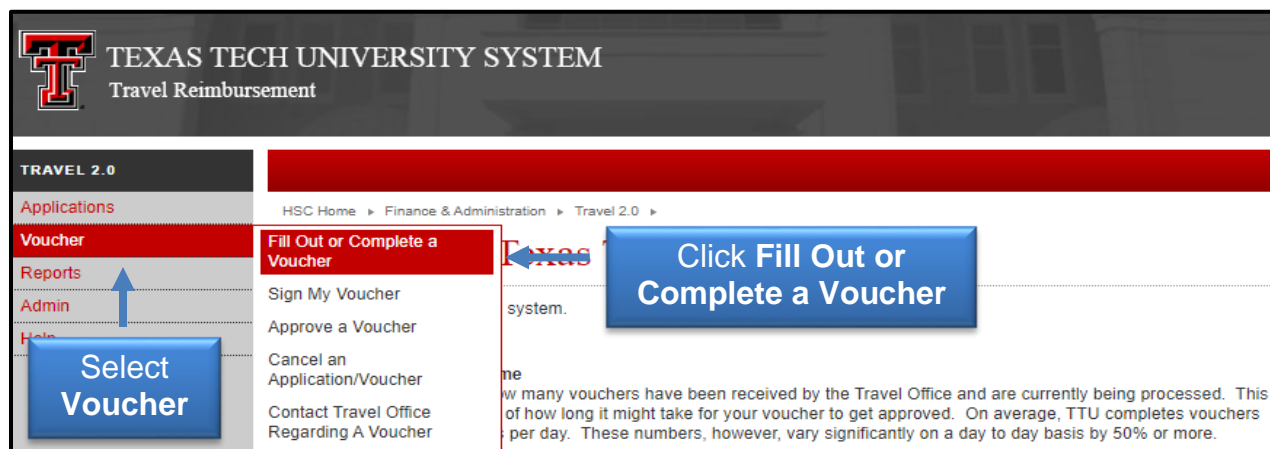 TEXAS TECH UNIVERSITY SYSTEM
Travel Reimbursement
TRAVEL 2.0
Applications
Voucher
Reports
Admin
Select
Voucher
HSC Home ▸ Finance & Administration ▸ Travel 2.0 ▸
Fill Out or Complete a
Voucher
Sign My Voucher
Approve a Voucher
Cancel an
Application/Voucher
Contact Travel Office
Regarding A Voucher
Texas
Click Fill Out or
Complete a Voucher
system.
many vouchers have been received by the Travel Office and are currently being processed. This
of how long it might take for your voucher to get approved. On average, TTU completes vouchers
per day. These numbers, however, vary significantly on a day to day basis by 50% or more.